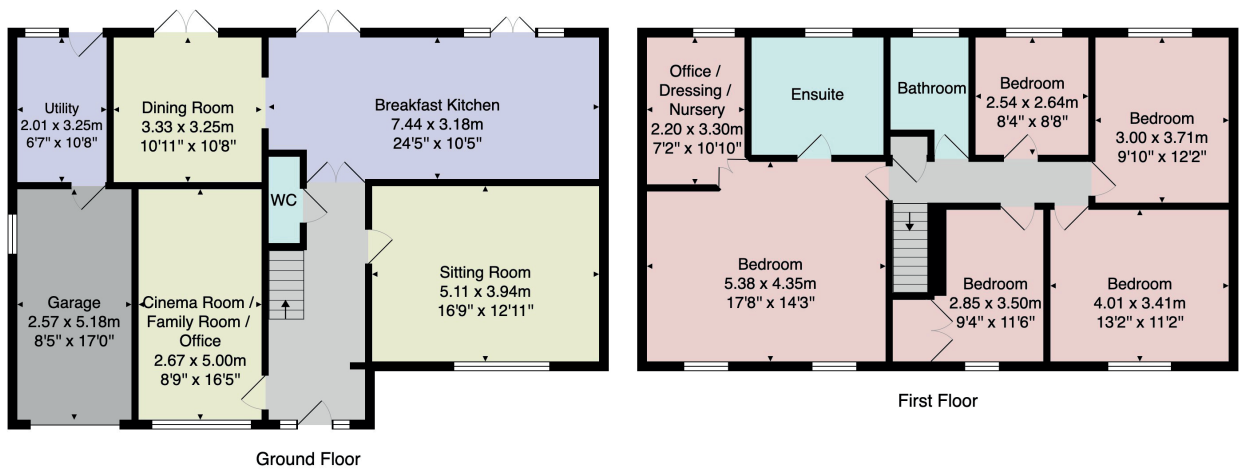 Utility
2.01 x 3.25m
6'7" x 10'8"
Dining Room
3.33 x 3.25m
10'11" x 10'8"
Breakfast Kitchen
7.44 x 3.18m
24'5" x 10'5"
WC
Garage
2.57 x 5.18m
8'5" x 17'0"
Cinema Room /
Family Room /
Office
2.67 x 5.00m
8'9" x 16'5"
Sitting Room
5.11 x 3.94m
16'9" x 12'11"
Ground Floor
Office /
Dressing /
Nursery
2.20 x 3.30m
7'2" x 10'10"
Ensuite
Bathroom
Bedroom
2.54 x 2.64m
8'4" x 8'8"
Bedroom
3.00 x 3.71m
9'10" x 12'2"
Bedroom
5.38 x 4.35m
17'8" x 14'3"
Bedroom
2.85 x 3.50m
9'4" x 11'6"
Bedroom
4.01 x 3.41m
13'2" x 11'2"
First Floor